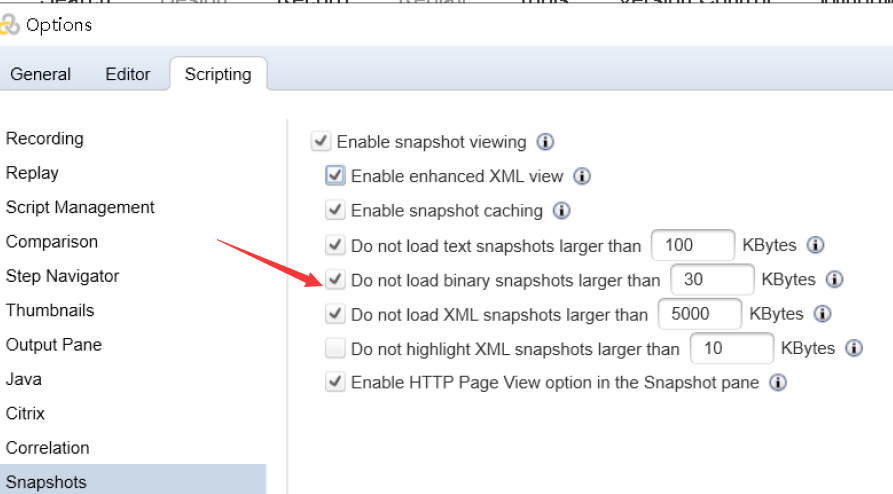 Options
General Editor Scripting
Recording
Replay
Script Management
Comparison
Step Navigator
Thumbnails
Output Pane
Java
Citrix
Correlation
Snapshots
Enable snapshot viewing
Enable enhanced XML view
Enable snapshot caching
Do not load text snapshots larger than 100 KBytes
Do not load binary snapshots larger than 30 KBytes
Do not load XML snapshots larger than 5000 KBytes
Do not highlight XML snapshots larger than 10 KBytes
Enable HTTP Page View option in the Snapshot pane